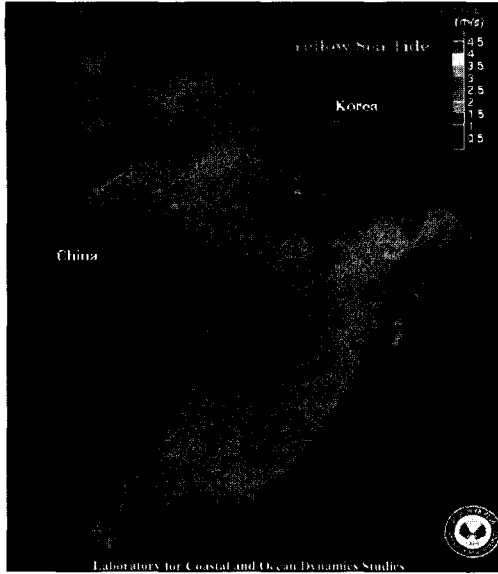 (m/s)
Yellow Sea Tide
4.5
4
3.5
3
2.5
2
1.5
1
0.5
Korea
China
Laboratory for Coastal and Ocean Dynamics Studies